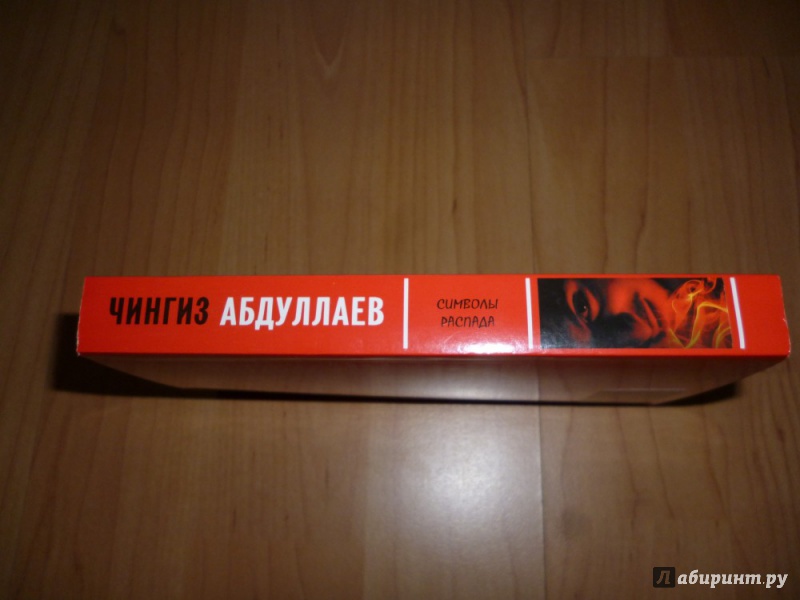 ЧИНГИЗ АБДУЛЛАЕВ
СИМВОЛЫ
РАСПАДА
Лабиринт.ру